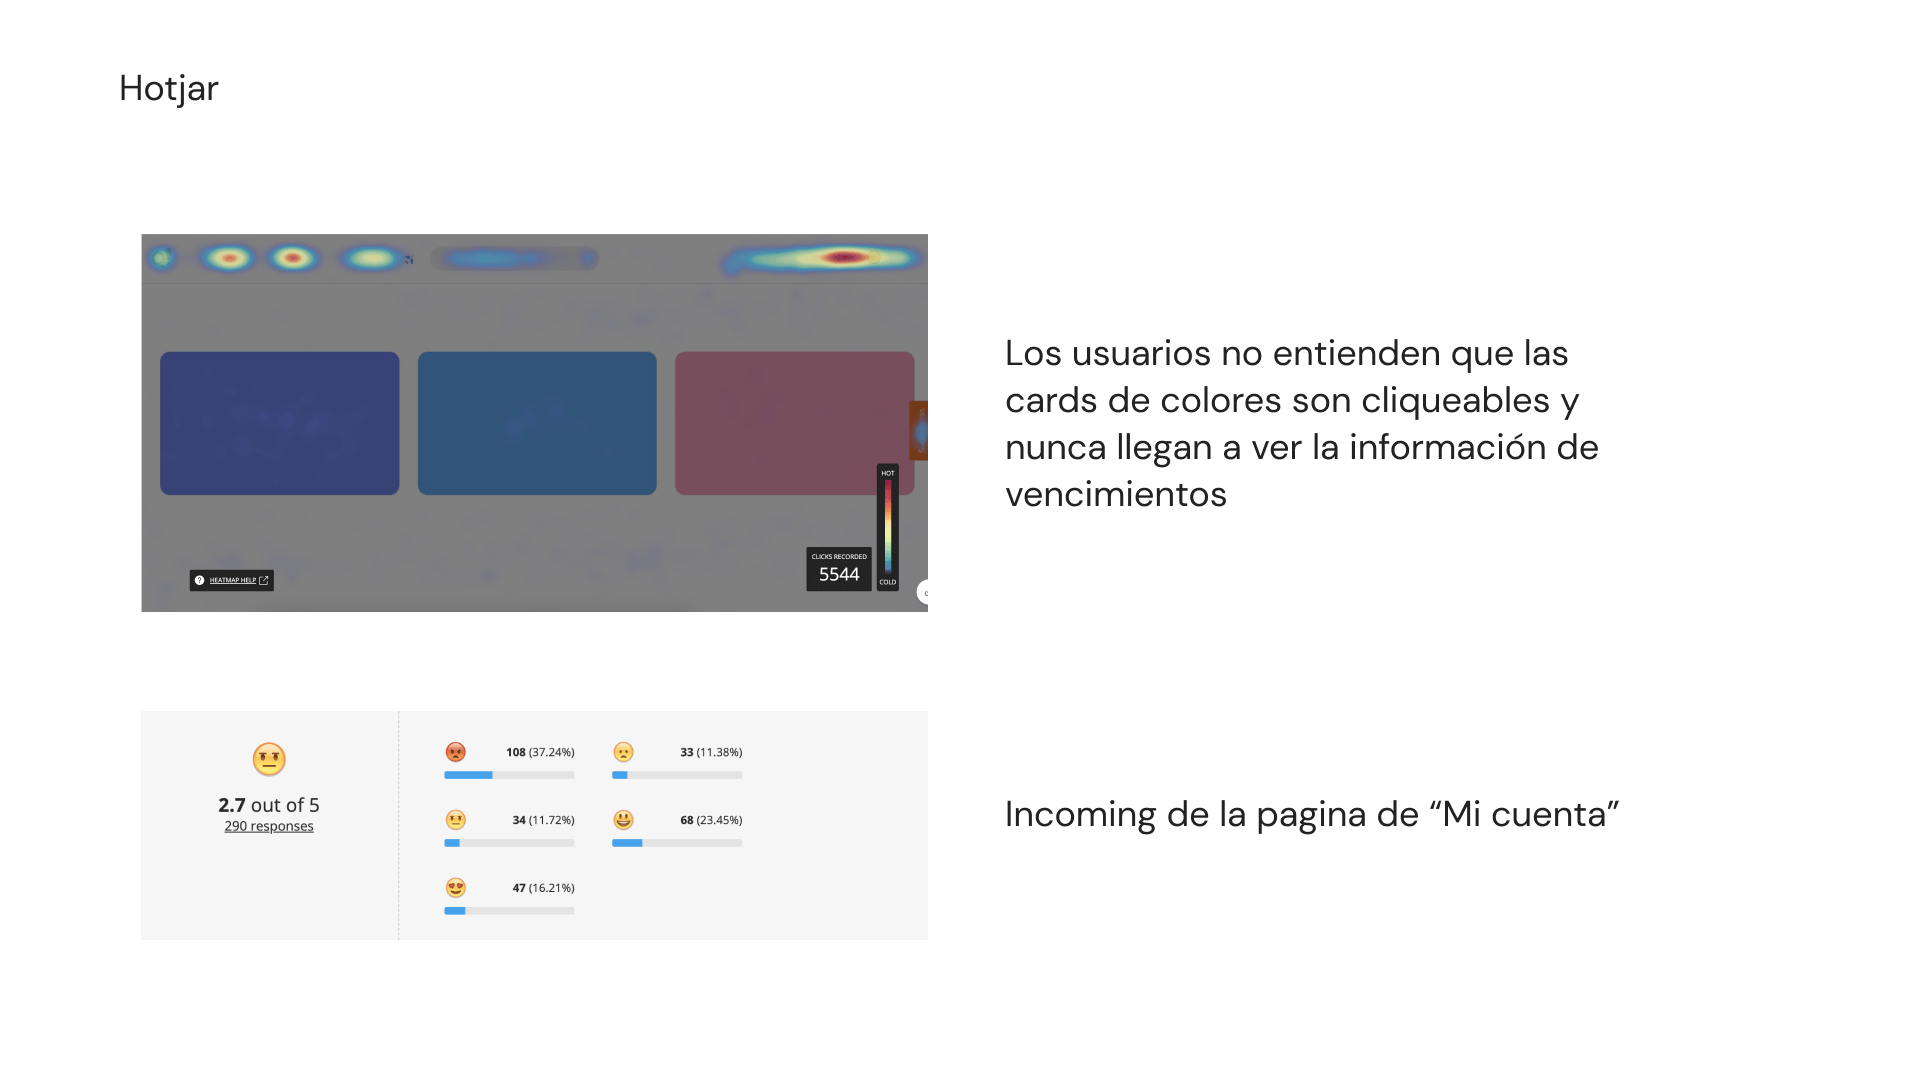 Hotjar
HOT
CLICKS RECORDED
5544
COLD
HEATMAP HELP
Los usuarios no entienden que las
cards de colores son cliqueables y
nunca llegan a ver la información de
vencimientos
2.7 out of 5
290 responses
108 (37.24%)
33 (11.38%)
34 (11.72%)
68 (23.45%)
47 (16.21%)
Incoming de la pagina de “Mi cuenta”